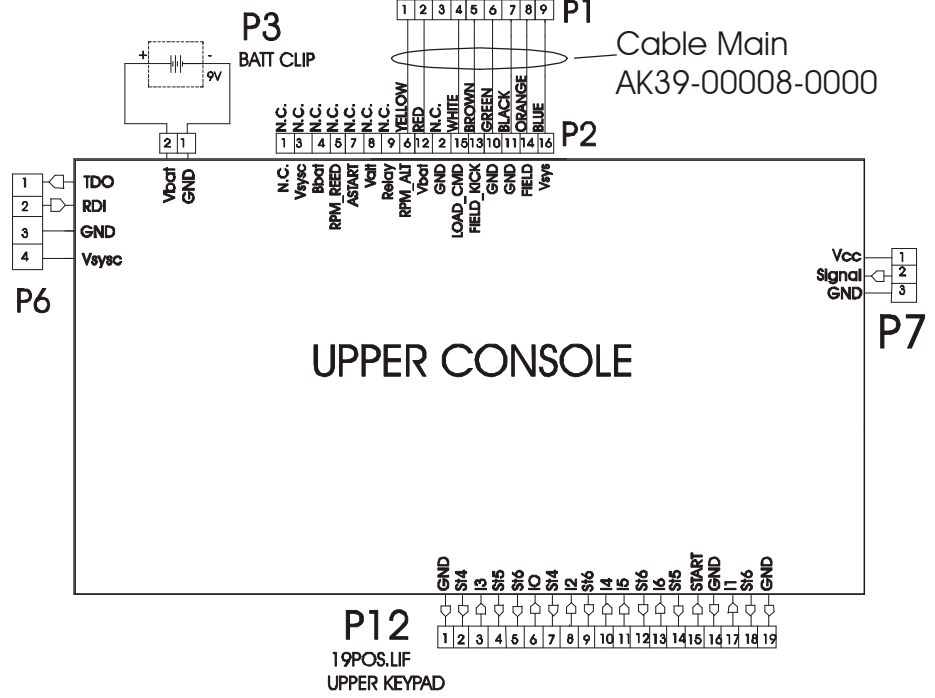 1 2 3 4 5 6 7 8 9 P1
P3
BATT CLIP
+ - 9V
Cable Main
AK39-00008-0000
N.C. N.C. N.C. N.C. N.C. N.C. N.C. YELLOW RED N.C. WHITE BROWN GREEN BLACK ORANGE BLUE
2 1
1 3 4 5 7 8 9 6 12 2 15 13 10 11 14 16 P2
Vbat GND
N.C. Vsysc Bbat RPM_REED ASTART Vatt Relay RPM_ALT Vbat GND LOAD_CMD FIELD_KICK GND GND FIELD Vsys
1 TDO
2 RDI
3 GND
4 Vsysc
P6
Vcc 1
Signal 2
GND 3
P7
UPPER CONSOLE
GND St4 I3 St5 St6 IO St4 I2 St6 I4 I5 St6 I6 St5 START GND I1 St6 GND
1 2 3 4 5 6 7 8 9 10 11 12 13 14 15 16 17 18 19
P12
19POS.LIF
UPPER KEYPAD